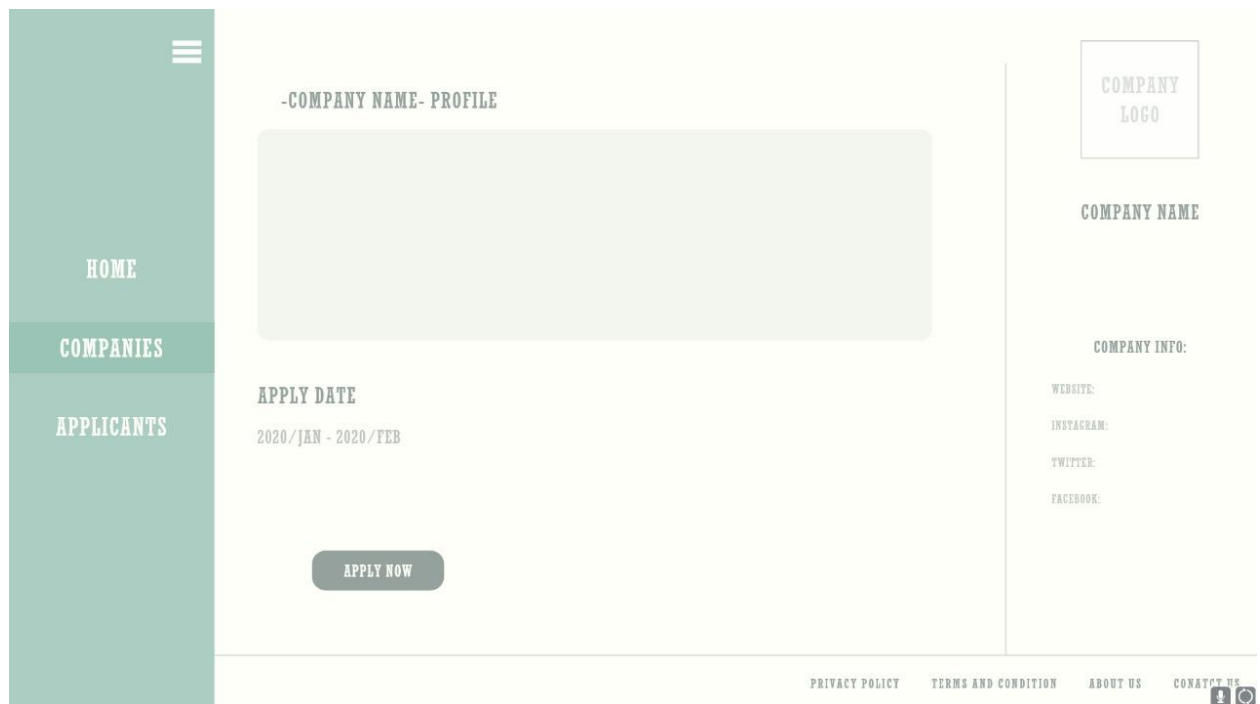 -COMPANY NAME- PROFILE
HOME
COMPANIES
APPLICANTS
APPLY DATE
2020/JAN - 2020/FEB
APPLY NOW
COMPANY
LOGO
COMPANY NAME
COMPANY INFO:
WEBSITE:
INSTAGRAM:
TWITTER:
FACEBOOK:
PRIVACY POLICY TERMS AND CONDITION ABOUT US CONATCT US